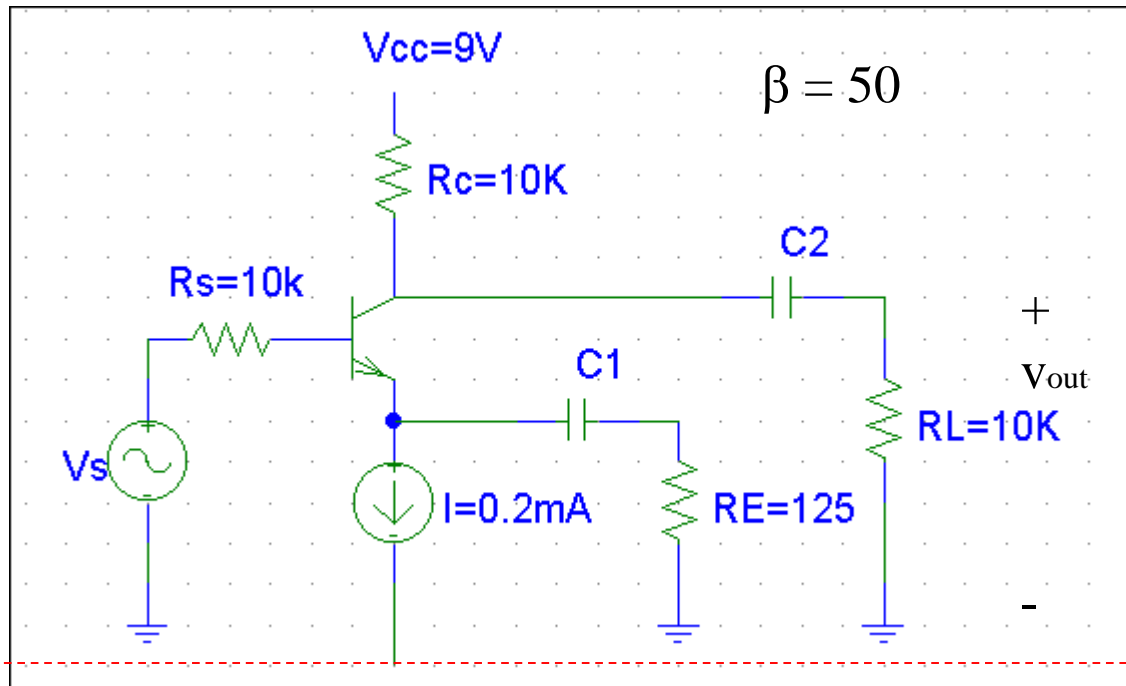 Vcc=9V
β = 50
Rc=10K
C2
Rs=10k
+
C1
Vout
RL=10K
Vs
+
-
+
-
I=0.2mA
RE=125
-